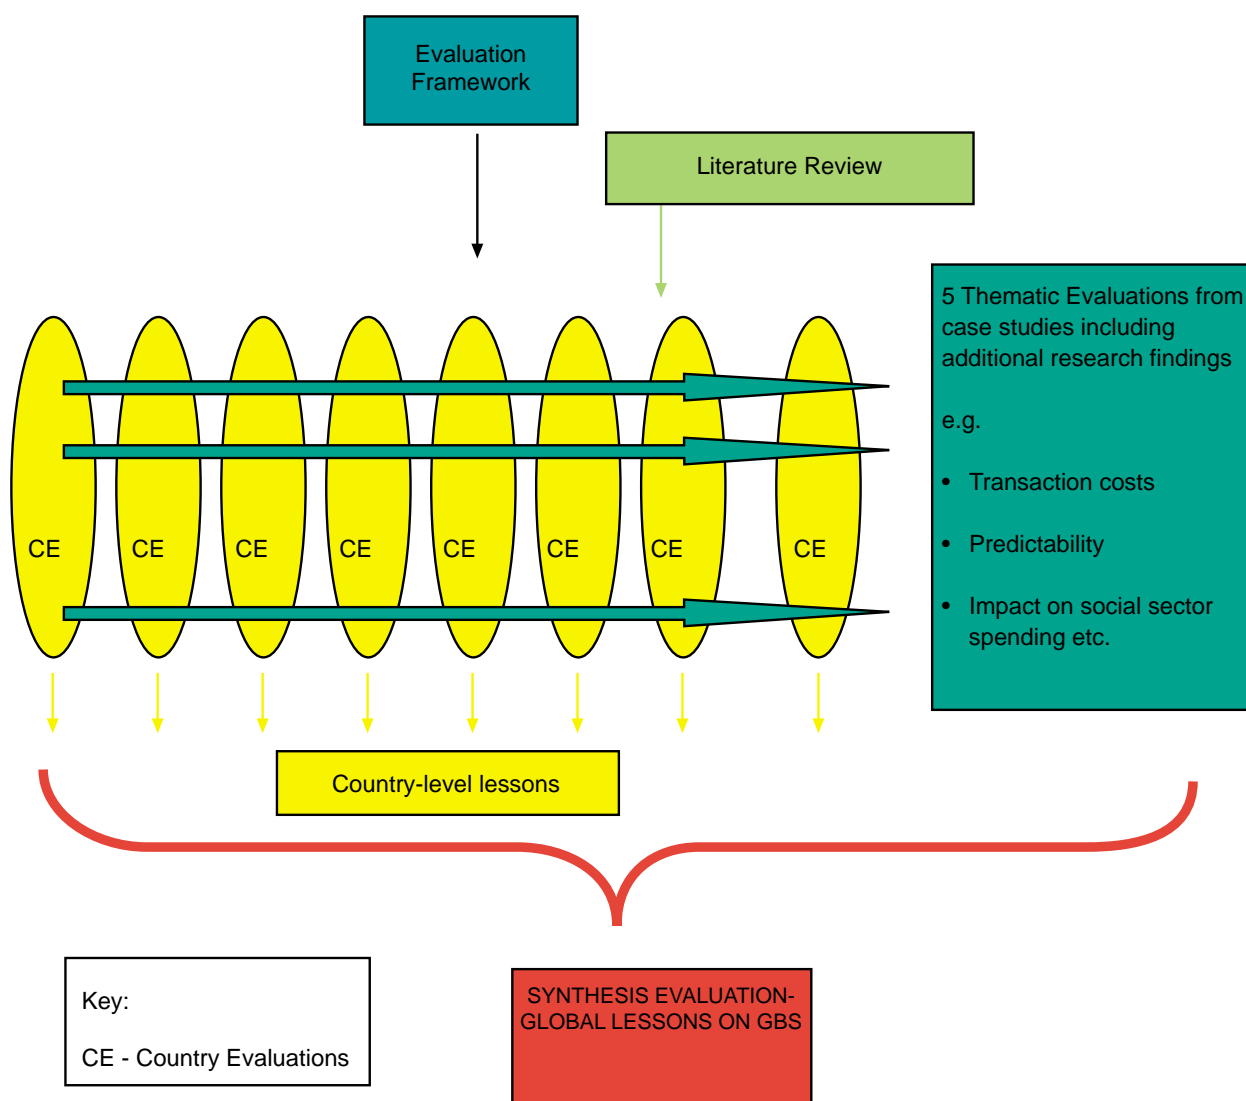 Evaluation
Framework
Literature Review
5 Thematic Evaluations from
case studies including
additional research findings
e.g.
• Transaction costs
• Predictability
• Impact on social sector
spending etc.
CE CE CE CE CE CE CE CE
Country-level lessons
Key:
CE - Country Evaluations
SYNTHESIS EVALUATION-
GLOBAL LESSONS ON GBS